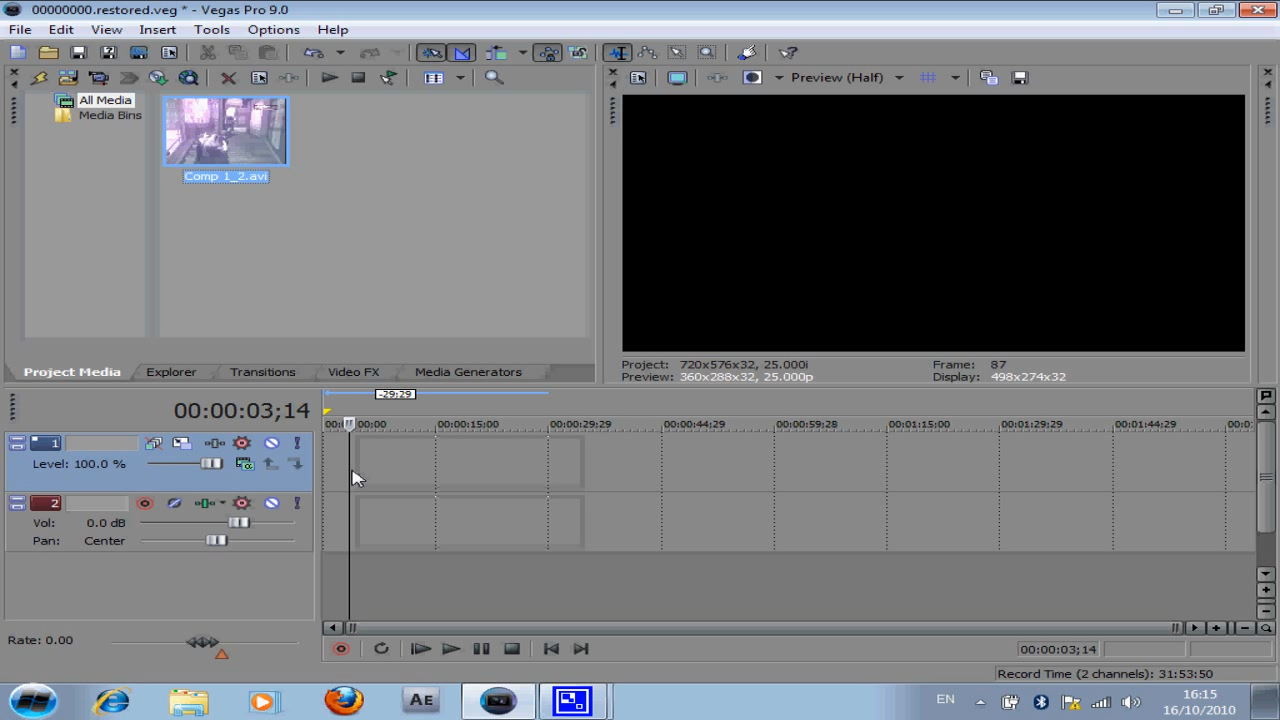 00000000.restored.veg * - Vegas Pro 9.0
File Edit View Insert Tools Options Help
Preview (Half)
All Media
Media Bins
Comp 1_2.avi
Project: 720x576x32, 25.000i Frame: 87
Preview: 360x288x32, 25.000p Display: 498x274x32
Project Media Explorer Transitions Video FX Media Generators
-29:29
00:00:03;14
00:00 00:00:15:00 00:00:29:29 00:00:44;29 00:00:59;28 00:01:15:00 00:01:29:29 00:01:44;29
1
Level: 100.0 %
2
Vol: 0.0 dB
Pan: Center
Rate: 0.00
00:00:03;14
Record Time (2 channels): 31:53:50
Ae
EN
16:15
16/10/2010